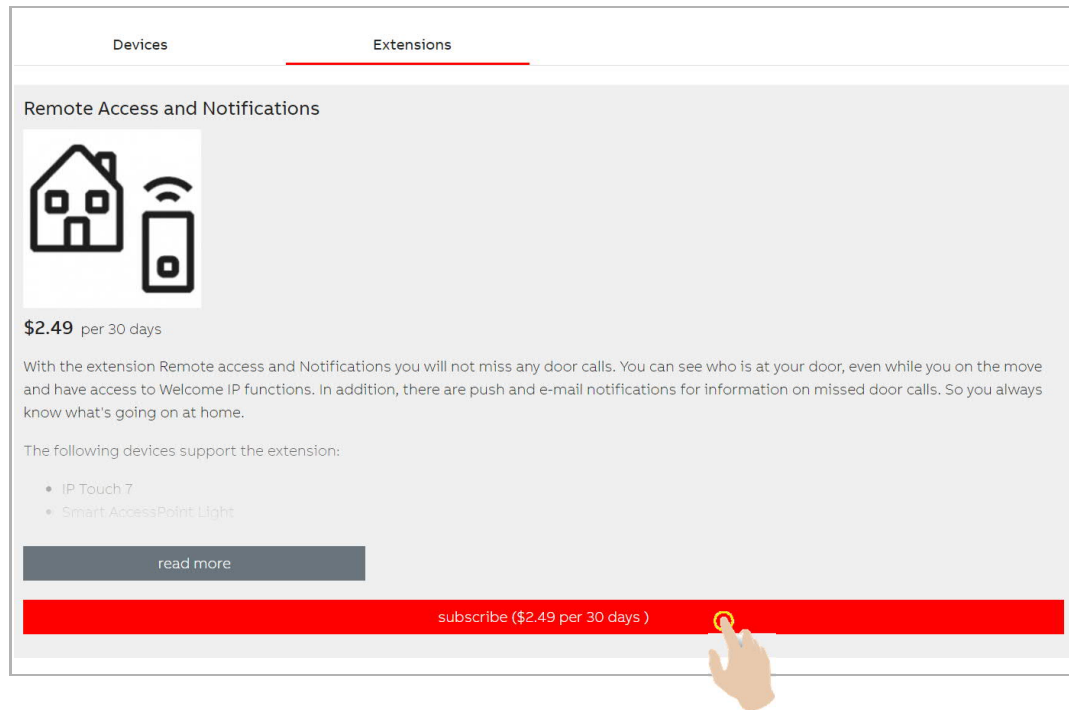 Devices Extensions
Remote Access and Notifications
$2.49 per 30 days
With the extension Remote access and Notifications you will not miss any door calls. You can see who is at your door, even while you on the move
and have access to Welcome IP functions. In addition, there are push and e-mail notifications for information on missed door calls. So you always
know what's going on at home.
The following devices support the extension:
• IP Touch 7
• Smart AccessPoint Light
read more
subscribe ($2.49 per 30 days )